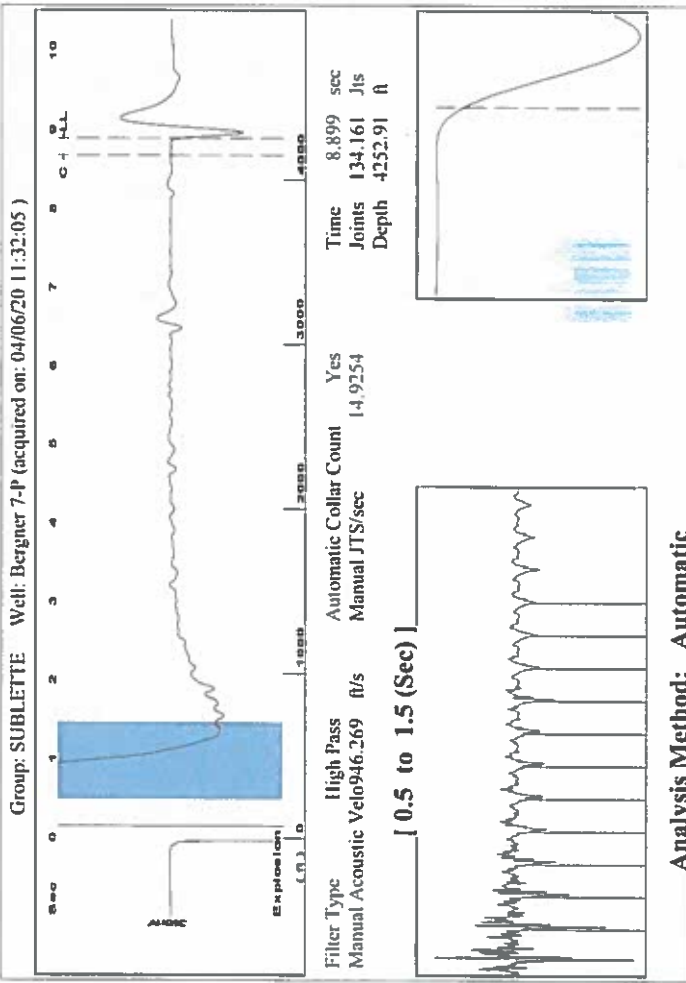 Group: SUBLETTE Well: Bergner 7-P (acquired on: 04/06/20 11:32:05 )
Sec 0 1 2 3 4 5 6 7 8 9 10
Explosion
(ft) 0 1000 2000 3000 4000
Filter Type High Pass Automatic Collar Count Yes Time 8.899 sec
Manual Acoustic Velo946.269 ft/s Manual JTS/sec 14.9254 Joints 134.161 Jts
Depth 4252.91 ft
[ 0.5 to 1.5 (Sec) ]
Analysis Method: Automatic